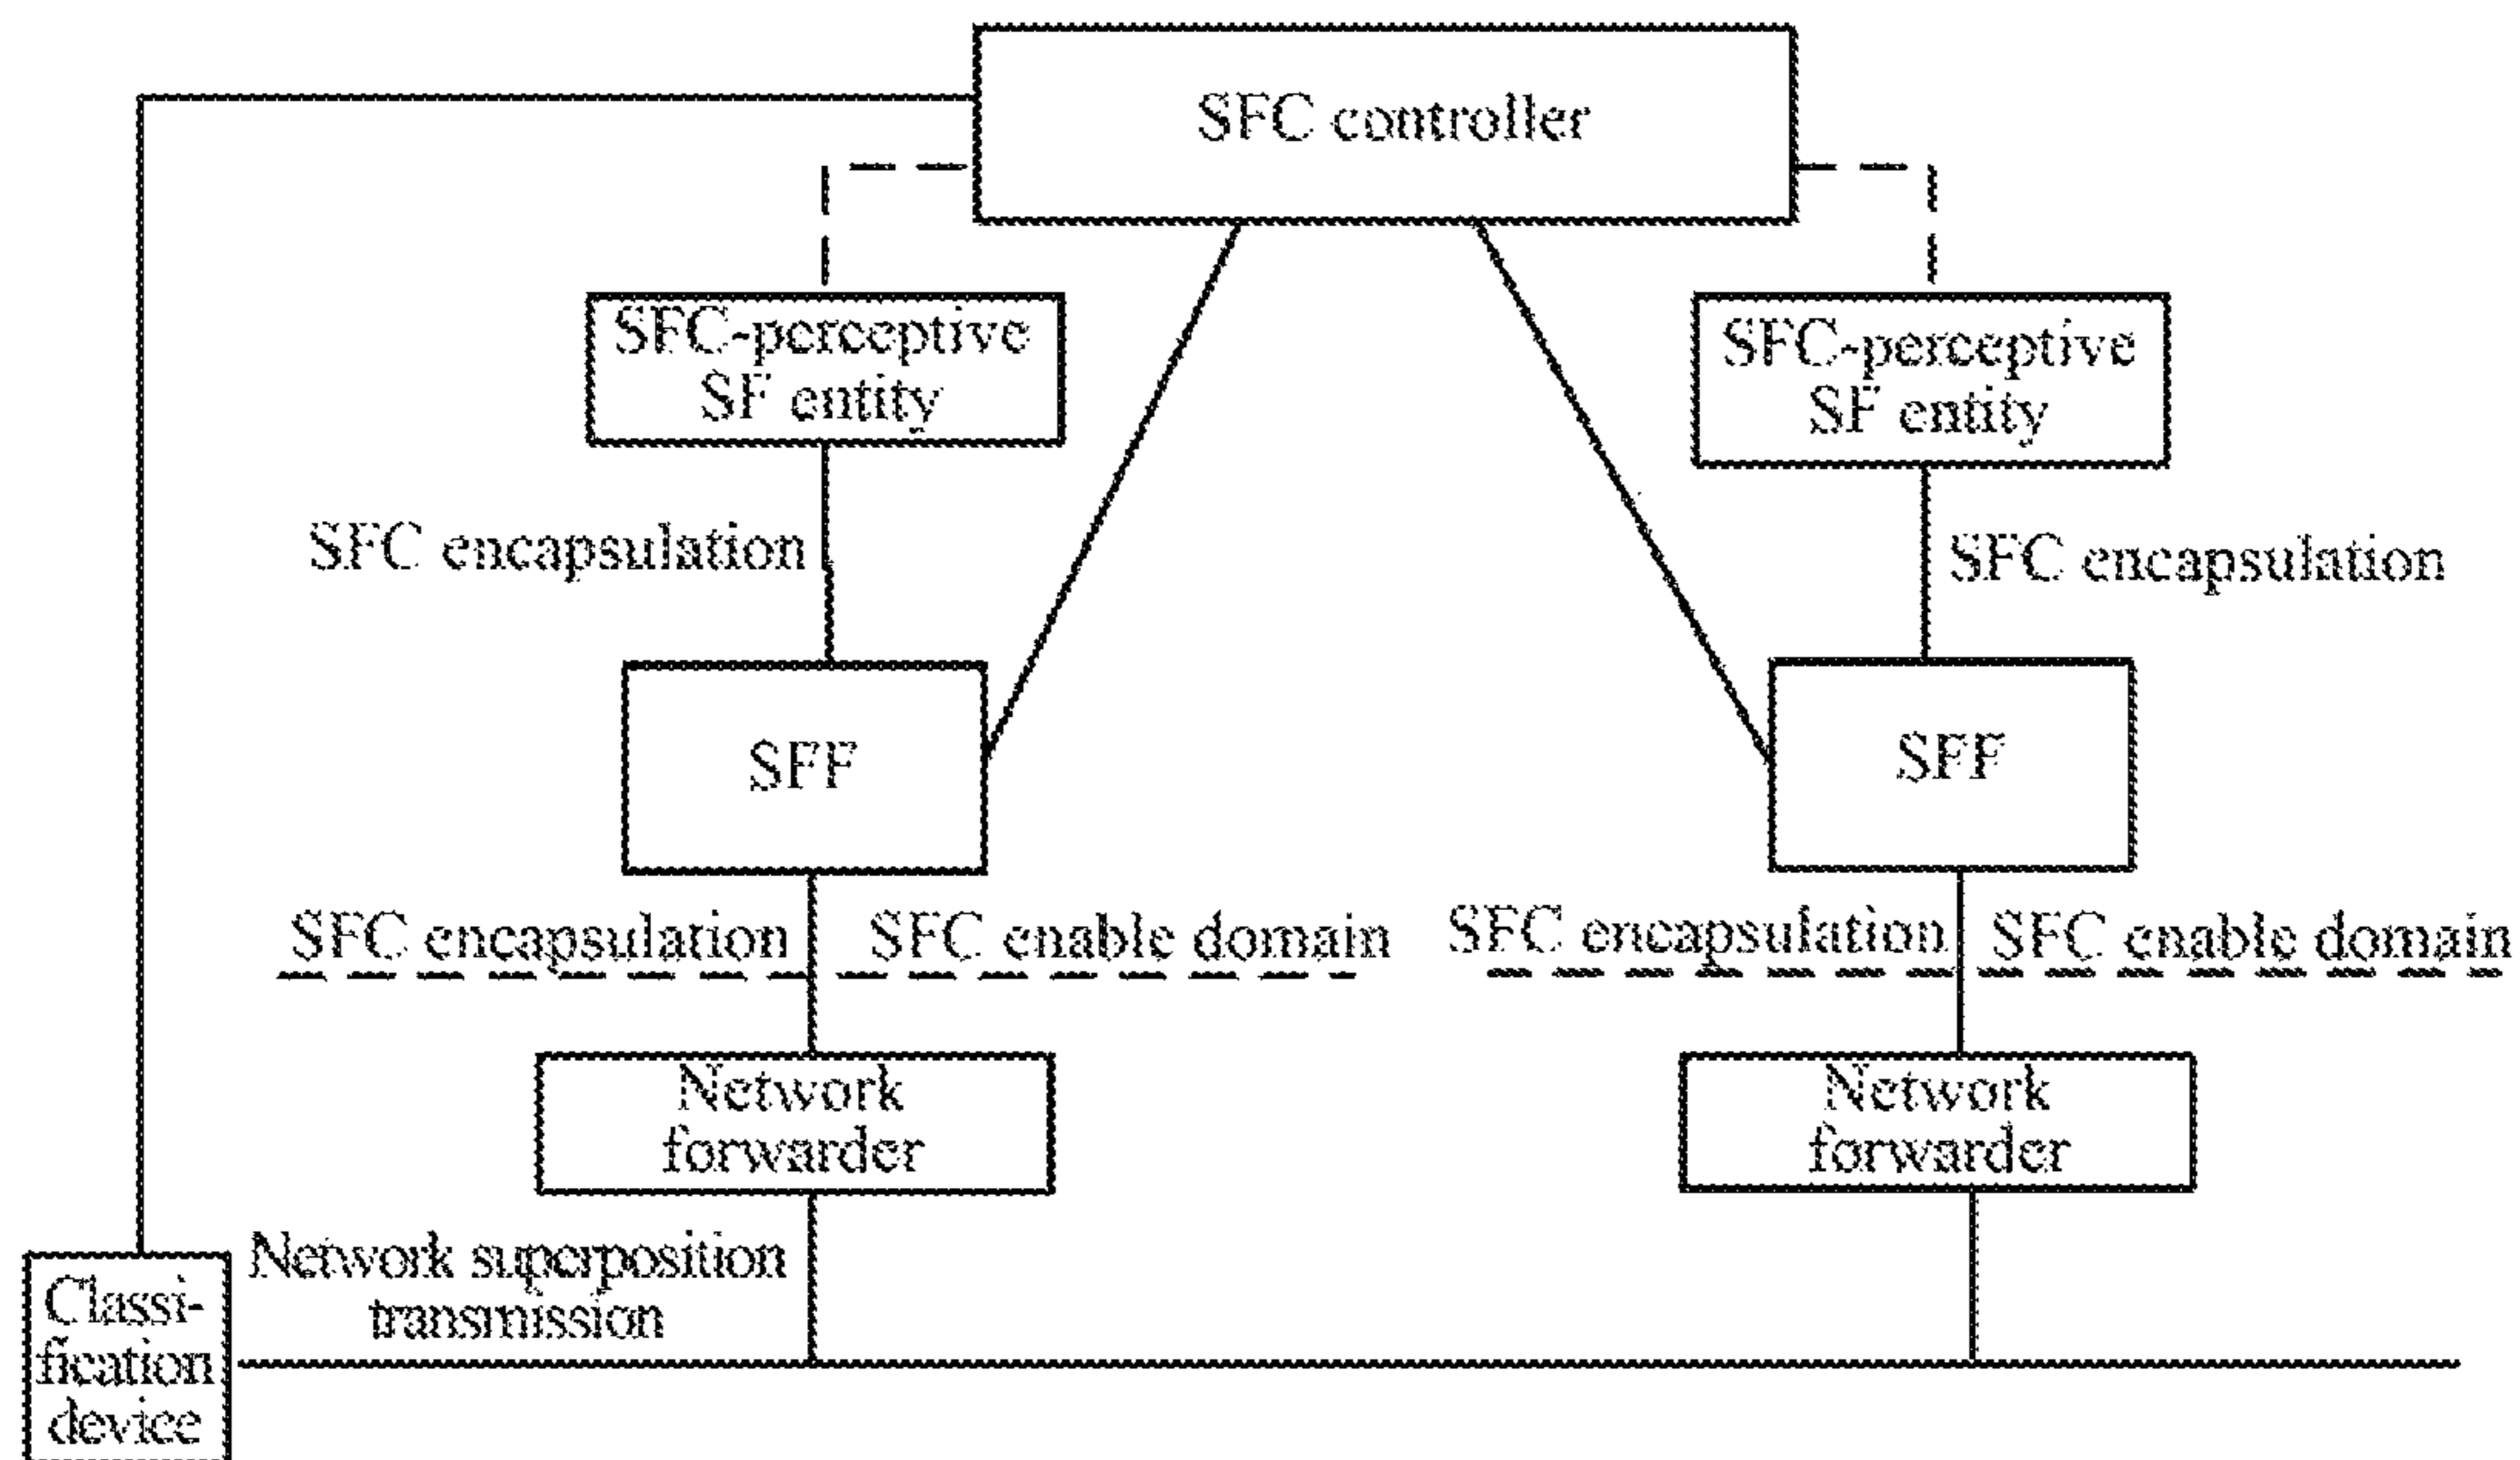 SFC controller
SFC-perceptive
SF entity
SFC-perceptive
SF entity
SFC encapsulation
SFC encapsulation
SFF
SFF
SFC encapsulation
SFC enable domain
SFC encapsulation
SFC enable domain
Network
forwarder
Network
forwarder
Network superposition
transmission
Classi-
fication
device